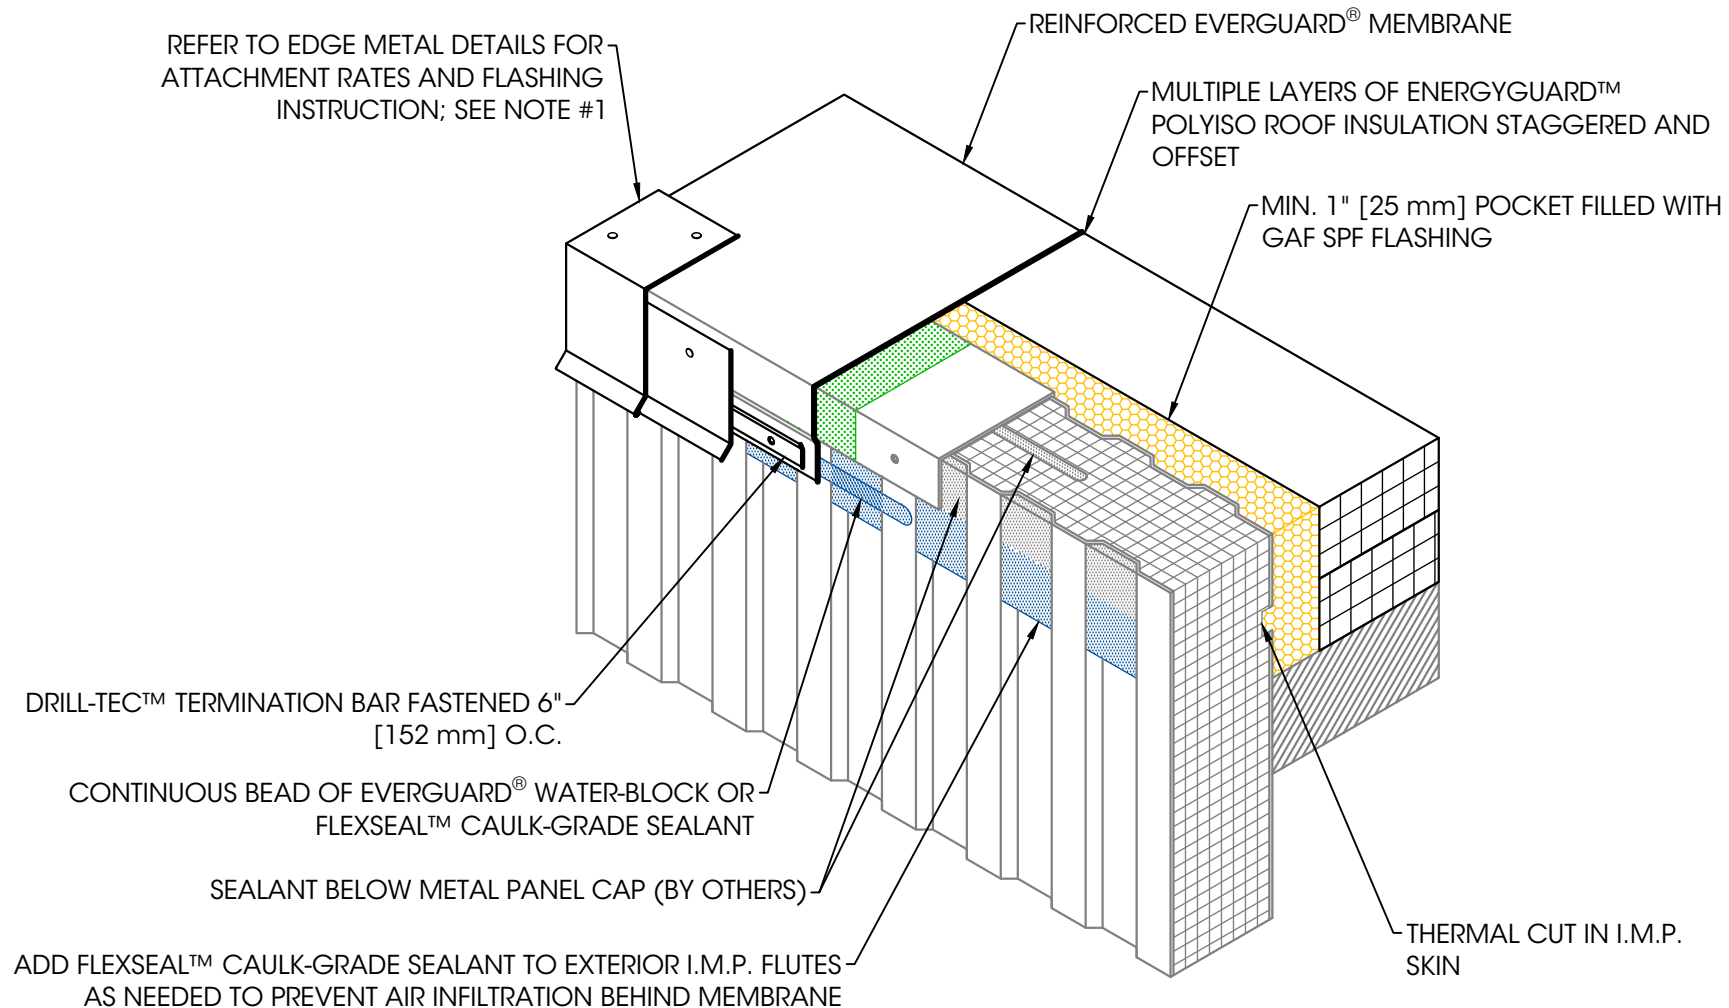 REFER TO EDGE METAL DETAILS FOR
ATTACHMENT RATES AND FLASHING
INSTRUCTION; SEE NOTE #1
REINFORCED EVERGUARD® MEMBRANE
MULTIPLE LAYERS OF ENERGYGUARD™
POLYISO ROOF INSULATION STAGGERED AND
OFFSET
MIN. 1" [25 mm] POCKET FILLED WITH
GAF SPF FLASHING
DRILL-TEC™ TERMINATION BAR FASTENED 6"
[152 mm] O.C.
CONTINUOUS BEAD OF EVERGUARD® WATER-BLOCK OR
FLEXSEAL™ CAULK-GRADE SEALANT
SEALANT BELOW METAL PANEL CAP (BY OTHERS)
ADD FLEXSEAL™ CAULK-GRADE SEALANT TO EXTERIOR I.M.P. FLUTES
AS NEEDED TO PREVENT AIR INFILTRATION BEHIND MEMBRANE
THERMAL CUT IN I.M.P.
SKIN